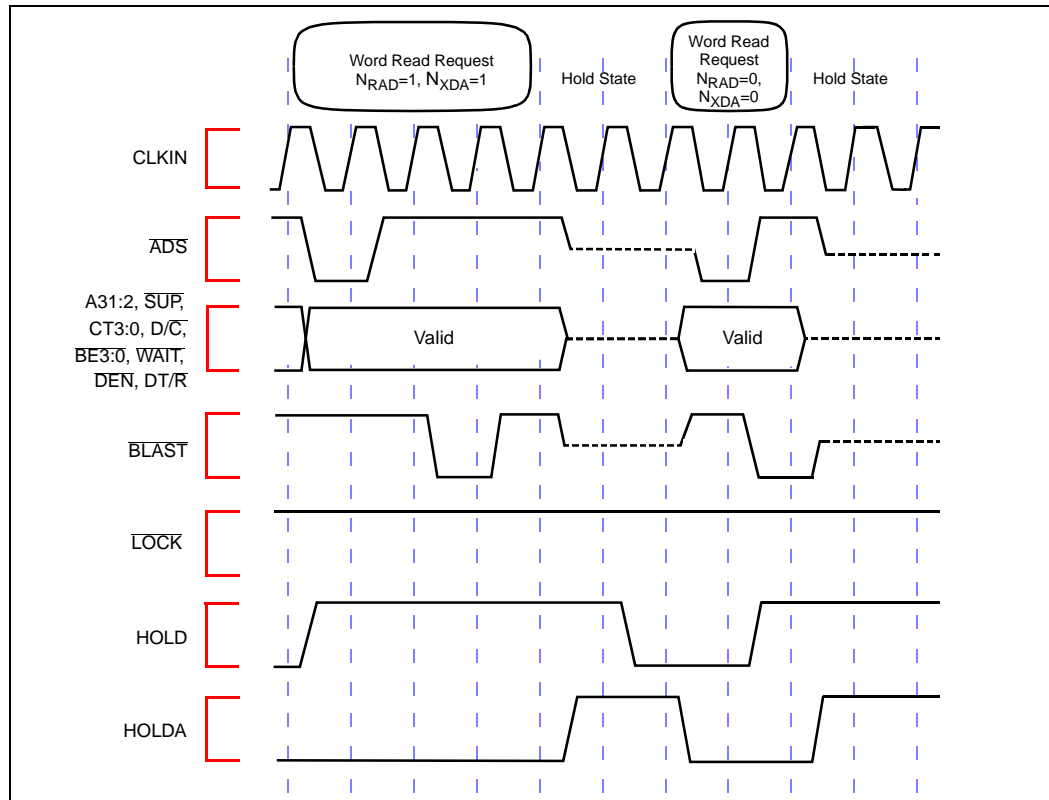 Word Read Request
NRAD=1, NXDA=1
Hold State
Word Read
Request
NRAD=0,
NXDA=0
Hold State
CLKIN
ADS
A31:2, SUP,
CT3:0, D/C,
BE3:0, WAIT,
DEN, DT/R
Valid
Valid
BLAST
LOCK
HOLD
HOLDA